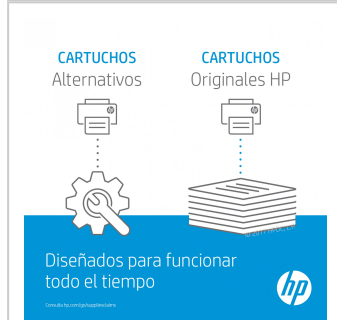 CARTUCHOS
Alternativos
CARTUCHOS
Originales HP
Diseñados para funcionar
todo el tiempo
hp